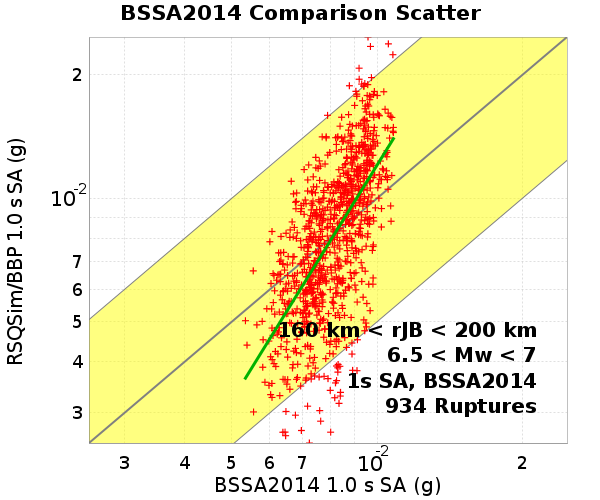 BSSA2014 Comparison Scatter
RSQSim/BBP 1.0 s SA (g)
2
10⁻²
7
6
5
4
3
160 km < rJB < 200 km
6.5 < Mw < 7
1s SA, BSSA2014
934 Ruptures
3 4 5 6 7 10⁻² 2
BSSA2014 1.0 s SA (g)